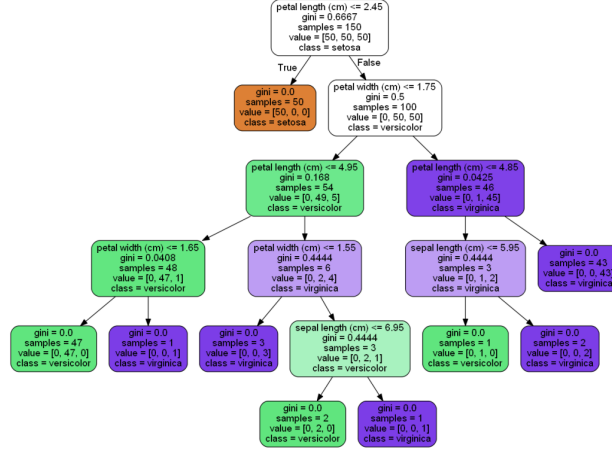 petal length (cm) <= 2.45
gini = 0.6667
samples = 150
value = [50, 50, 50]
class = setosa
True
False
gini = 0.0
samples = 50
value = [50, 0, 0]
class = setosa
petal width (cm) <= 1.75
gini = 0.5
samples = 100
value = [0, 50, 50]
class = versicolor
petal length (cm) <= 4.95
gini = 0.168
samples = 54
value = [0, 49, 5]
class = versicolor
petal length (cm) <= 4.85
gini = 0.0425
samples = 46
value = [0, 1, 45]
class = virginica
petal width (cm) <= 1.65
gini = 0.0408
samples = 48
value = [0, 47, 1]
class = versicolor
petal width (cm) <= 1.55
gini = 0.4444
samples = 6
value = [0, 2, 4]
class = virginica
sepal length (cm) <= 5.95
gini = 0.4444
samples = 3
value = [0, 1, 2]
class = virginica
gini = 0.0
samples = 43
value = [0, 0, 43]
class = virginica
gini = 0.0
samples = 47
value = [0, 47, 0]
class = versicolor
gini = 0.0
samples = 1
value = [0, 0, 1]
class = virginica
gini = 0.0
samples = 3
value = [0, 0, 3]
class = virginica
sepal length (cm) <= 6.95
gini = 0.4444
samples = 3
value = [0, 2, 1]
class = versicolor
gini = 0.0
samples = 1
value = [0, 1, 0]
class = versicolor
gini = 0.0
samples = 2
value = [0, 0, 2]
class = virginica
gini = 0.0
samples = 2
value = [0, 2, 0]
class = versicolor
gini = 0.0
samples = 1
value = [0, 0, 1]
class = virginica